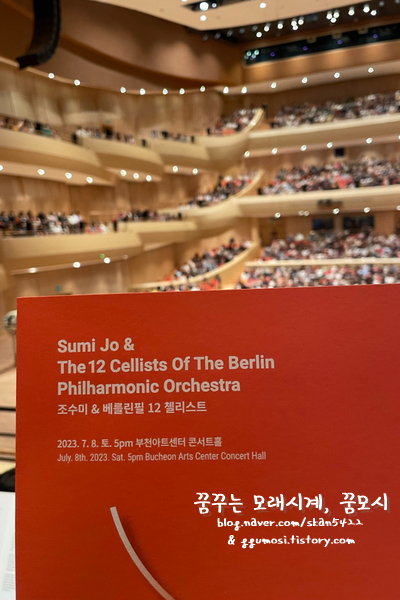 Sumi Jo &
The 12 Cellists Of The Berlin
Philharmonic Orchestra
조수미 & 베를린필 12 첼리스트
2023. 7. 8. 토. 5pm 부천아트센터 콘서트홀
July. 8th. 2023. Sat. 5pm Bucheon Arts Center Concert Hall
꿈꾸는 모래시계, 꿈모시
blog.naver.com/skan5422
& ggumosi.tistory.com